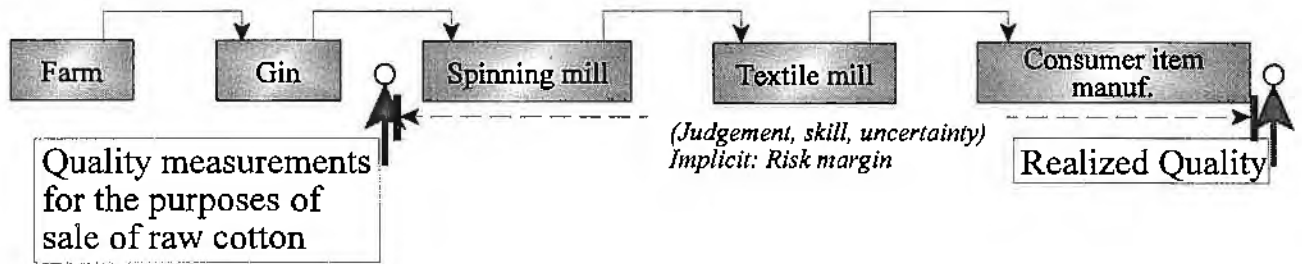 Farm
Gin
Spinning mill
Textile mill
Consumer item
manuf.
(Judgement, skill, uncertainty)
Implicit: Risk margin
Quality measurements
for the purposes of
sale of raw cotton
Realized Quality